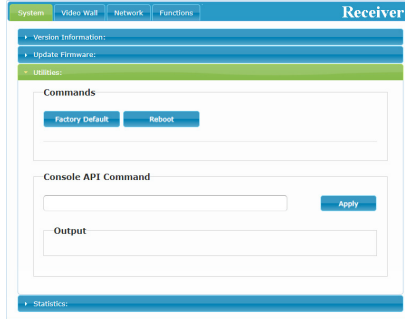 System Video Wall Network Functions Receiver
Version Information:
Update Firmware:
Utilities:
Commands
Factory Default Reboot
Console API Command
Apply
Output
Statistics: